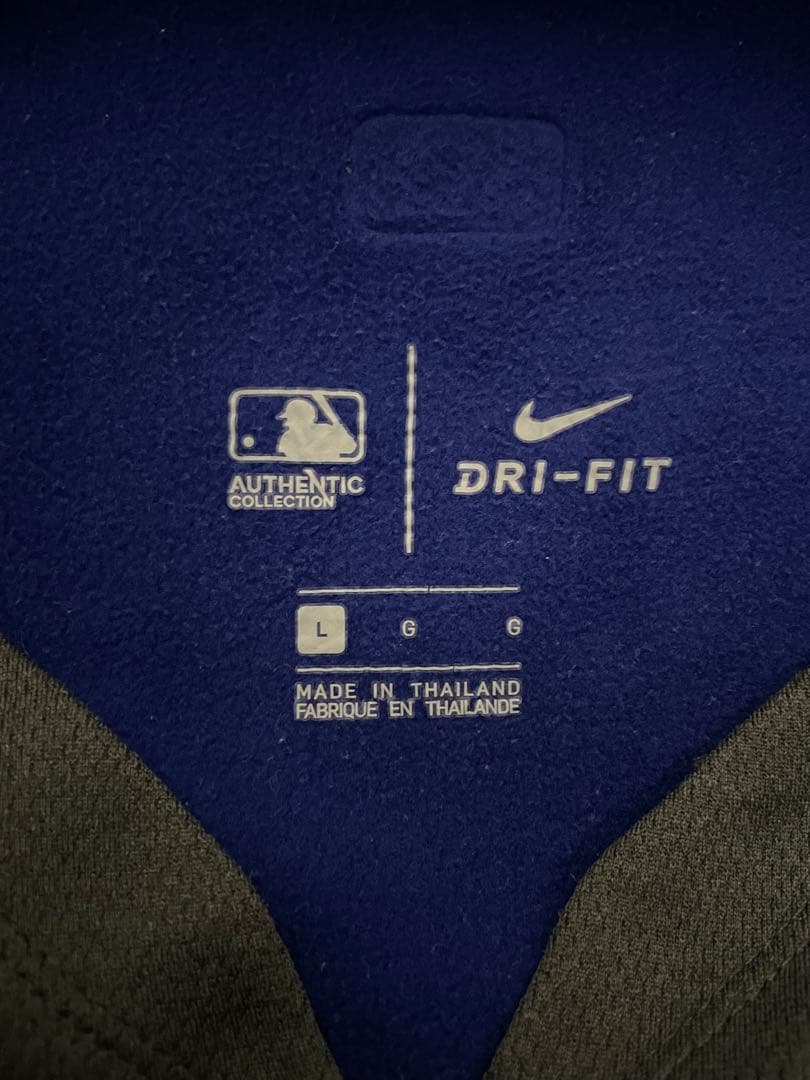 AUTHENTIC
COLLECTION
DRI-FIT
L G G
MADE IN THAILAND
FABRIQUE EN THAILANDE